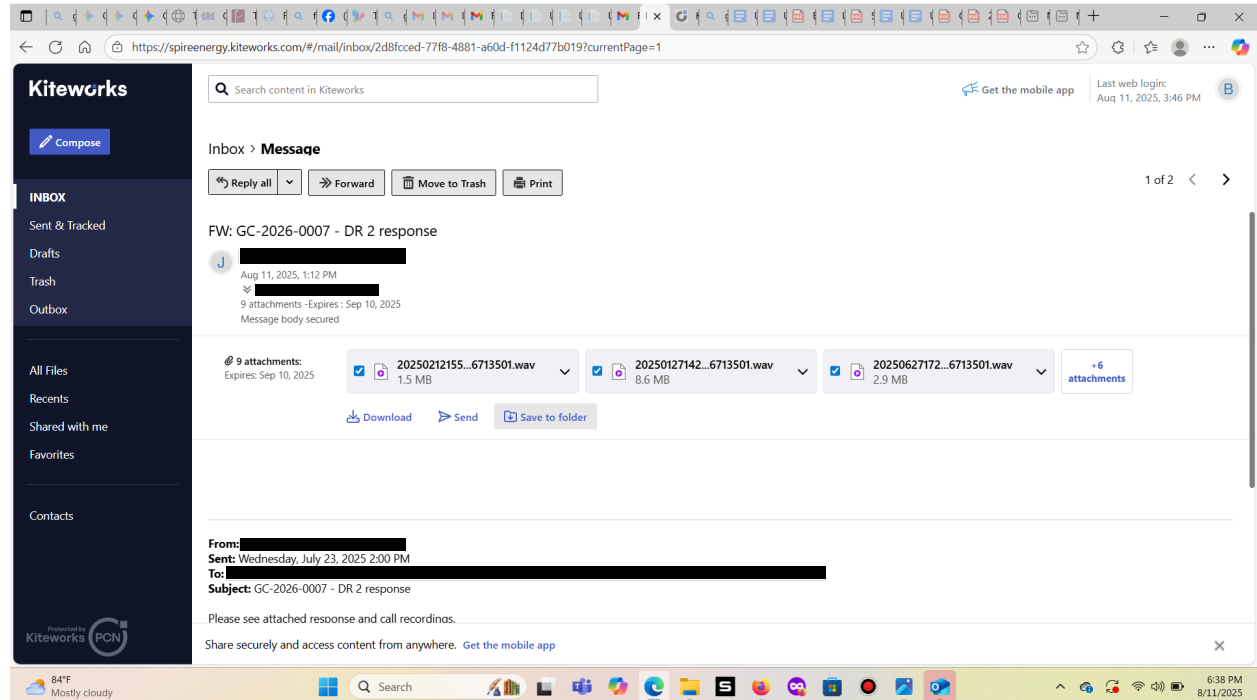 https://spireenergy.kiteworks.com/#/mail/inbox/2d8fcced-77f8-4881-a60d-f1124d77b019?currentPage=1
Kiteworks
Search content in Kiteworks
Get the mobile app
Last web login:
Aug 11, 2025, 3:46 PM
B
Compose
Inbox > Message
Reply all
Forward
Move to Trash
Print
1 of 2
INBOX
Sent & Tracked
Drafts
Trash
Outbox
All Files
Recents
Shared with me
Favorites
Contacts
FW: GC-2026-0007 - DR 2 response
J
Aug 11, 2025, 1:12 PM
9 attachments -Expires : Sep 10, 2025
Message body secured
9 attachments:
Expires: Sep 10, 2025
20250212155...6713501.wav
1.5 MB
20250127142...6713501.wav
8.6 MB
20250627172...6713501.wav
2.9 MB
+6
attachments
Download
Send
Save to folder
From:
Sent: Wednesday, July 23, 2025 2:00 PM
To:
Subject: GC-2026-0007 - DR 2 response
Please see attached response and call recordings.
Protected by
Kiteworks PCN
Share securely and access content from anywhere. Get the mobile app
84°F
Mostly cloudy
Search
6:38 PM
8/11/2025